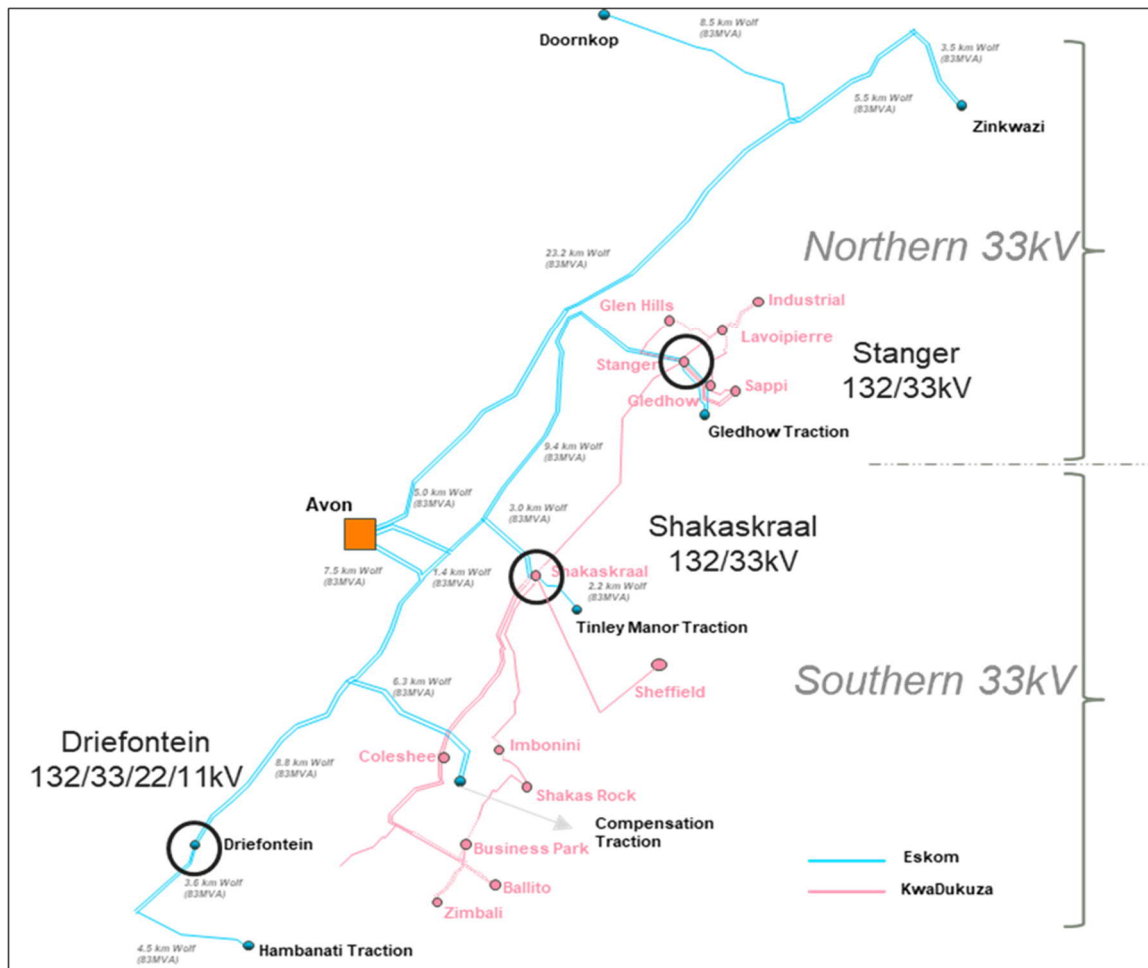 8.5 km Wolf
(83MVA)
Doornkop
3.5 km Wolf
(83MVA)
5.5 km Wolf
(83MVA)
Zinkwazi
Northern 33kV
23.2 km Wolf
(83MVA)
Industrial
Glen Hills
Lavoipierre
Stanger
132/33kV
Stanger
Sappi
Gledhow
Gledhow Traction
9.4 km Wolf
(83MVA)
5.0 km Wolf
(83MVA)
Avon
3.0 km Wolf
(83MVA)
Shakaskraal
132/33kV
7.5 km Wolf
(83MVA)
1.4 km Wolf
(83MVA)
Shakaskraal
2.2 km Wolf
(83MVA)
Tinley Manor Traction
Sheffield
Southern 33kV
6.3 km Wolf
(83MVA)
Driefontein
132/33/22/11kV
8.8 km Wolf
(83MVA)
Coleshee
Imbonini
Shakas Rock
Compensation
Traction
Driefontein
Business Park
Eskom
KwaDukuza
3.6 km Wolf
(83MVA)
Ballito
Zimbali
4.5 km Wolf
(83MVA)
Hambanati Traction